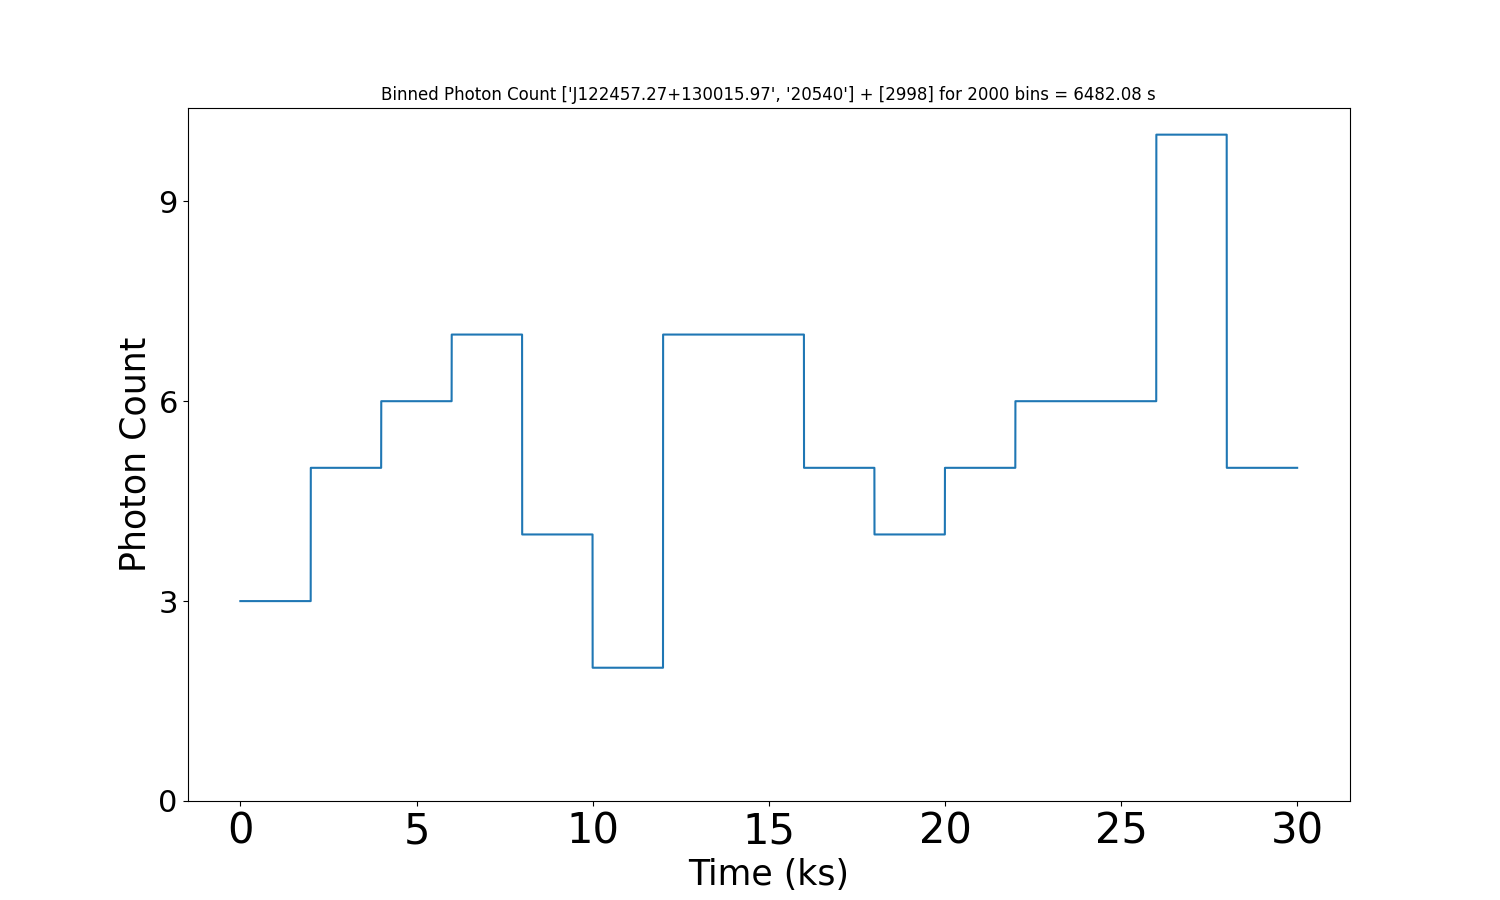 Binned Photon Count ['J122457.27+130015.97', '20540'] + [2998] for 2000 bins = 6482.08 s
9
6
3
0
Photon Count
0 5 10 15 20 25 30
Time (ks)